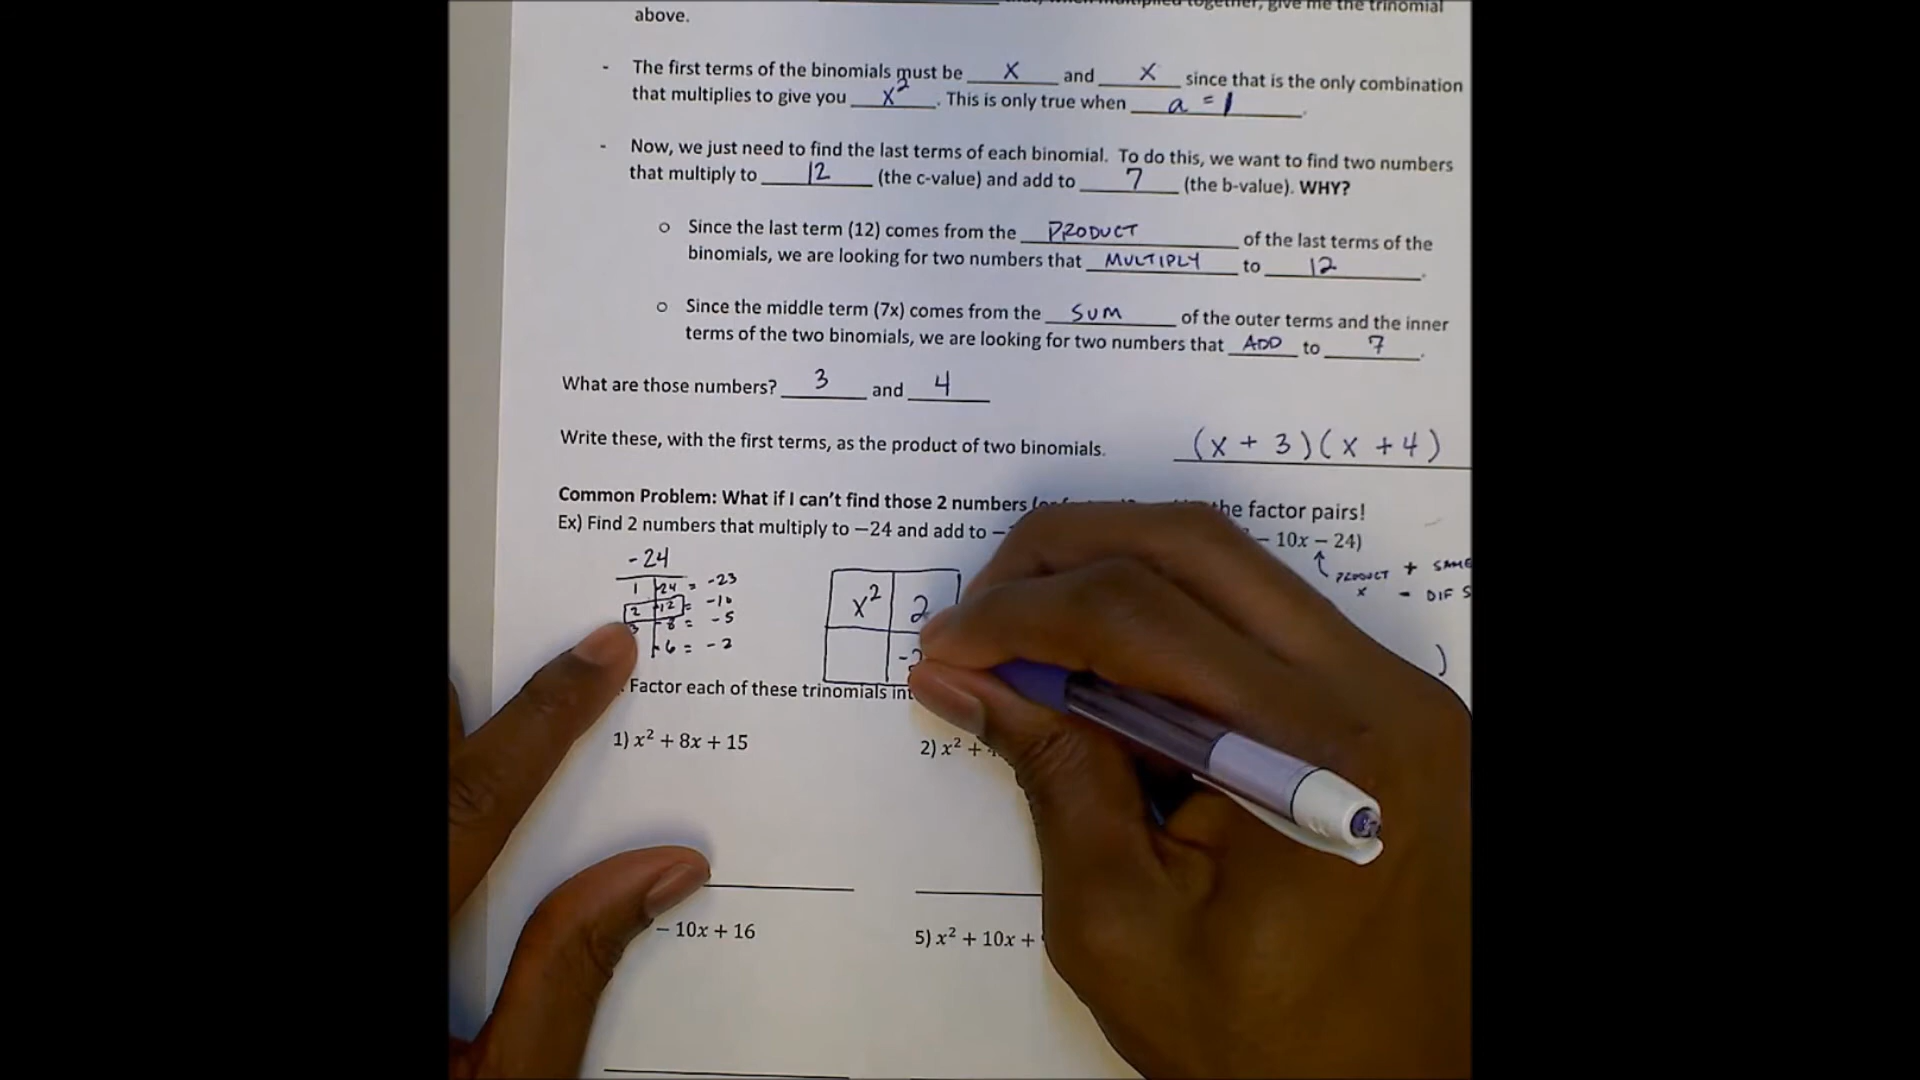 together, give me the trinomial
above.
- The first terms of the binomials must be x and x since that is the only combination
that multiplies to give you x². This is only true when a = 1.
- Now, we just need to find the last terms of each binomial. To do this, we want to find two numbers
that multiply to 12 (the c-value) and add to 7 (the b-value). WHY?
o Since the last term (12) comes from the PRODUCT of the last terms of the
binomials, we are looking for two numbers that MULTIPLY to 12.
o Since the middle term (7x) comes from the SUM of the outer terms and the inner
terms of the two binomials, we are looking for two numbers that ADD to 7.
What are those numbers? 3 and 4
Write these, with the first terms, as the product of two binomials. (x + 3)(x + 4)
Common Problem: What if I can't find those 2 numbers the factor pairs!
Ex) Find 2 numbers that multiply to −24 and add to − − 10x − 24)
-24
1 -24 = -23
2 -12 = -10
3 -8 = -5
-6 = -2
x² 2
PRODUCT + SAME
x - DIF S
)
Factor each of these trinomials
1) x² + 8x + 15
2) x² +
− 10x + 16
5) x² + 10x +